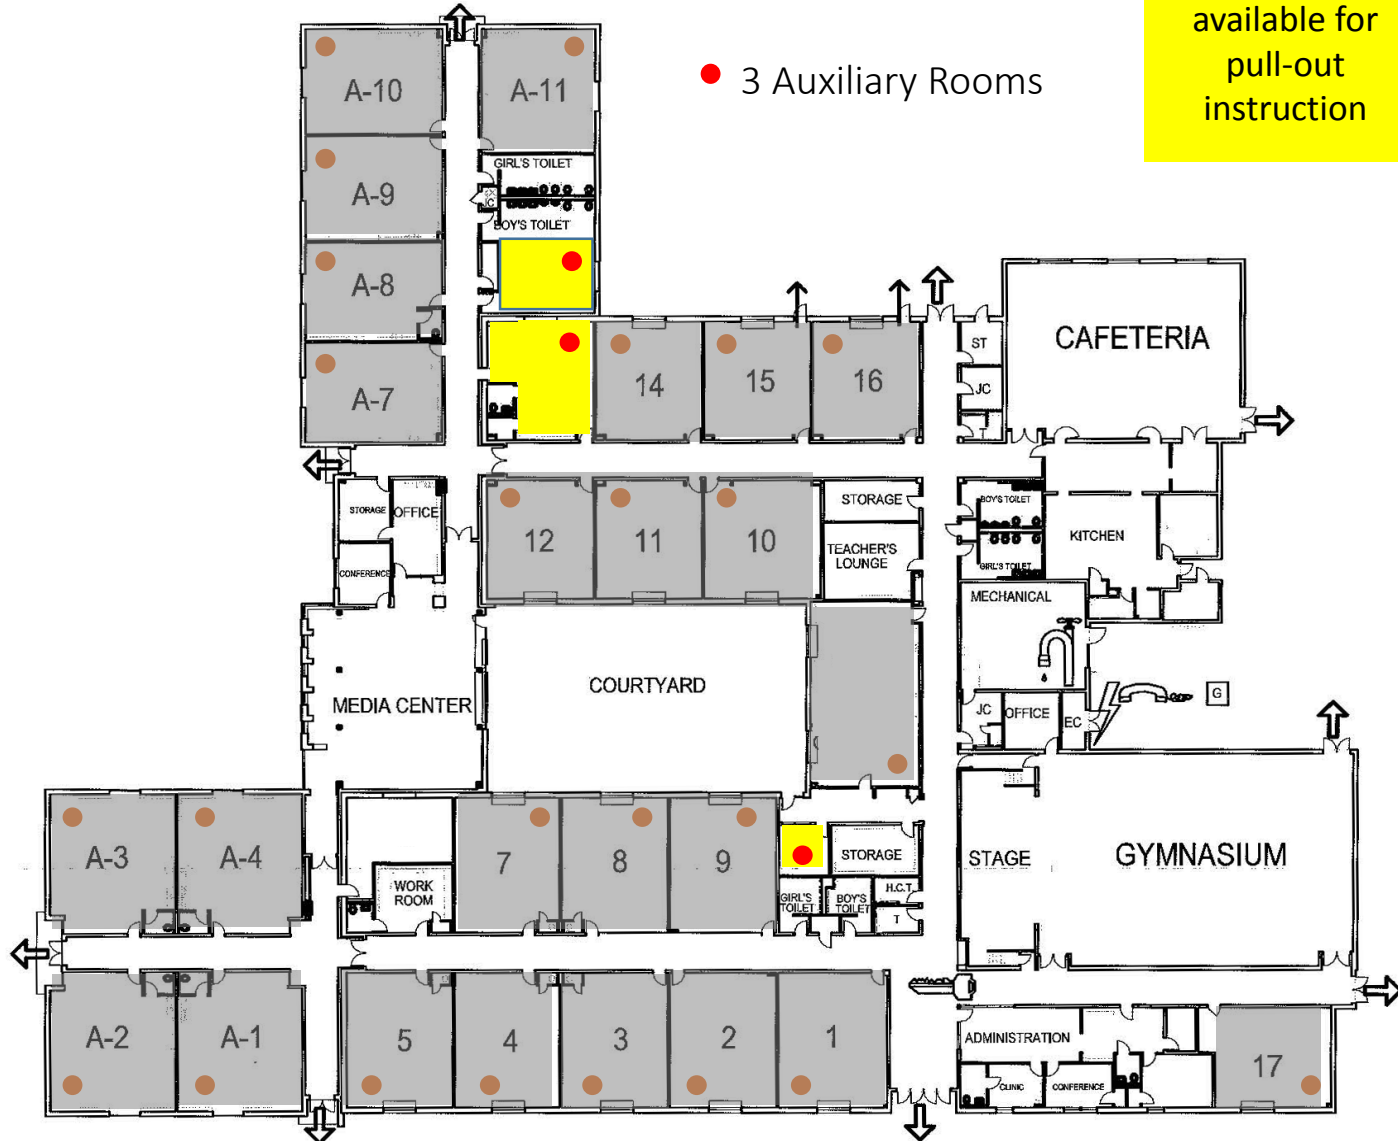 available for
pull-out
instruction
3 Auxiliary Rooms
A-10
A-11
GIRL'S TOILET
A-9
JC
BOY'S TOILET
A-8
CAFETERIA
ST
A-7
14
15
16
JC
T
STORAGE
OFFICE
STORAGE
BOY'S TOILET
12
11
10
KITCHEN
TEACHER'S
LOUNGE
CONFERENCE
GIRL'S TOILET
MECHANICAL
COURTYARD
MEDIA CENTER
G
JC
OFFICE
EC
A-3
A-4
7
8
9
STORAGE
STAGE
GYMNASIUM
WORK
ROOM
GIRL'S
TOILET
BOY'S
TOILET
H.C.T.
T
A-2
A-1
5
4
3
2
1
ADMINISTRATION
17
CLINIC
CONFERENCE